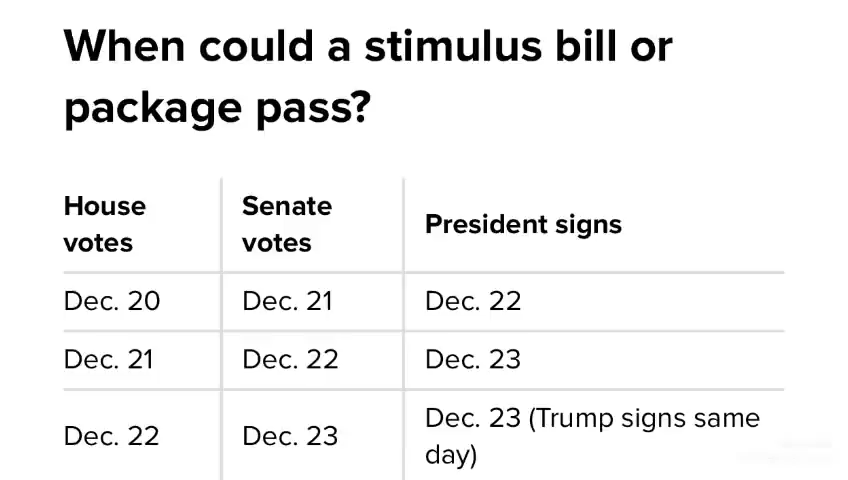 When could a stimulus bill or
package pass?
House
votes
Senate
votes
President signs
Dec. 20
Dec. 21
Dec. 22
Dec. 21
Dec. 22
Dec. 23
Dec. 22
Dec. 23
Dec. 23 (Trump signs same
day)